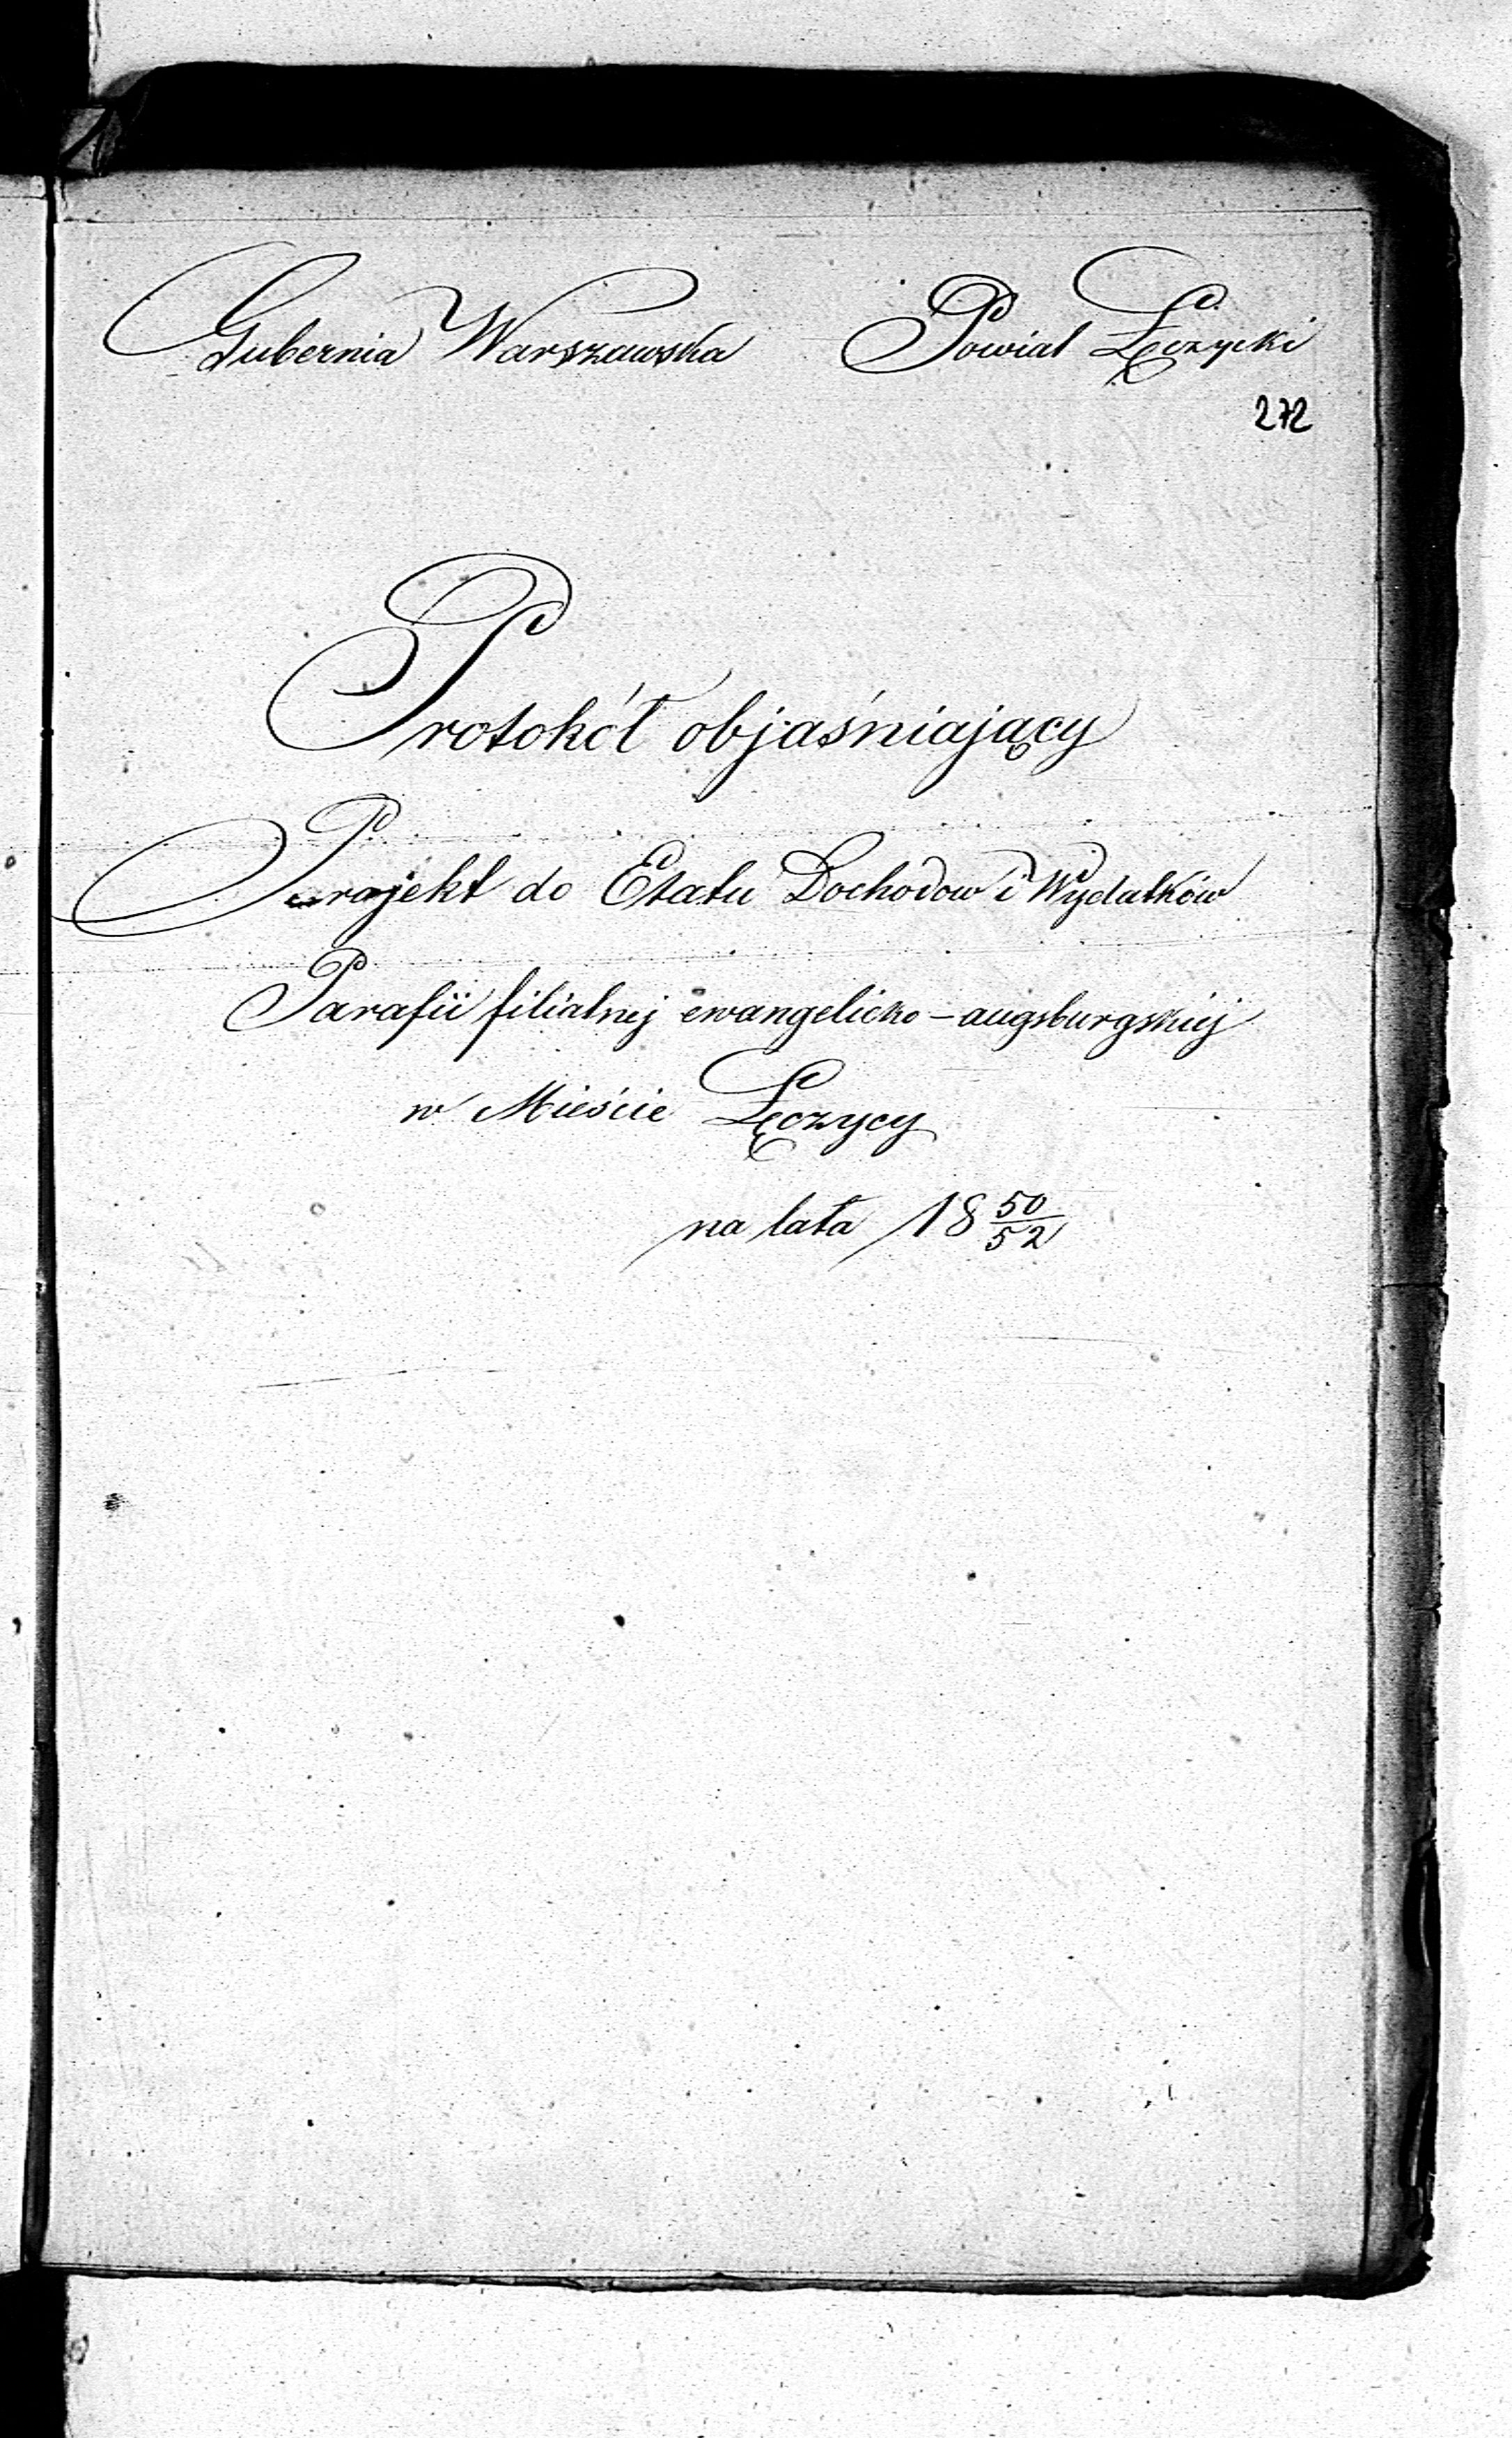 Gubernia Warszawska Powiat Łęczycki
272
Protokół objaśniający
Projekt do Etatu Dochodow i Wydatków
Parafii filialnej ewangelicko-augsburgskiej
w Mieście Łęczycy
na lata 18 50/52